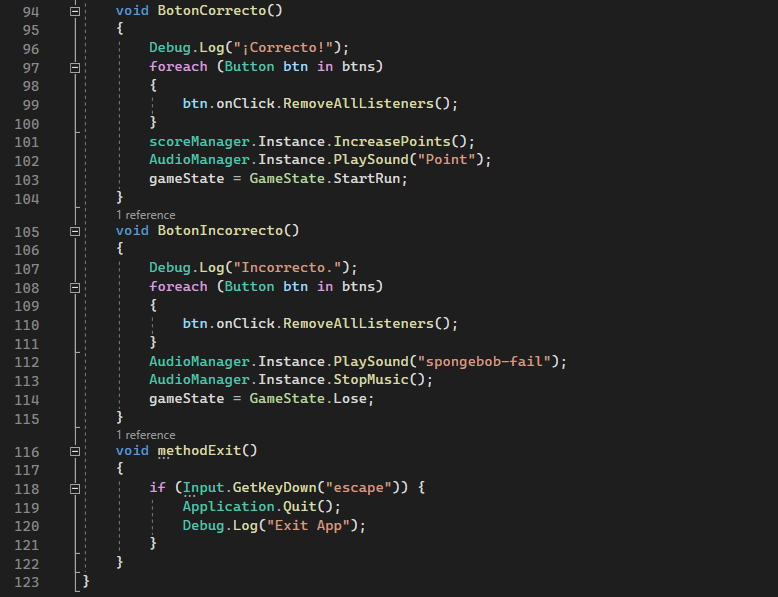 94 void BotonCorrecto()
95 {
96 Debug.Log("¡Correcto!");
97 foreach (Button btn in btns)
98 {
99 btn.onClick.RemoveAllListeners();
100 }
101 scoreManager.Instance.IncreasePoints();
102 AudioManager.Instance.PlaySound("Point");
103 gameState = GameState.StartRun;
104 }
1 reference
105 void BotonIncorrecto()
106 {
107 Debug.Log("Incorrecto.");
108 foreach (Button btn in btns)
109 {
110 btn.onClick.RemoveAllListeners();
111 }
112 AudioManager.Instance.PlaySound("spongebob-fail");
113 AudioManager.Instance.StopMusic();
114 gameState = GameState.Lose;
115 }
1 reference
116 void methodExit()
117 {
118 if (Input.GetKeyDown("escape")) {
119 Application.Quit();
120 Debug.Log("Exit App");
121 }
122 }
123 }